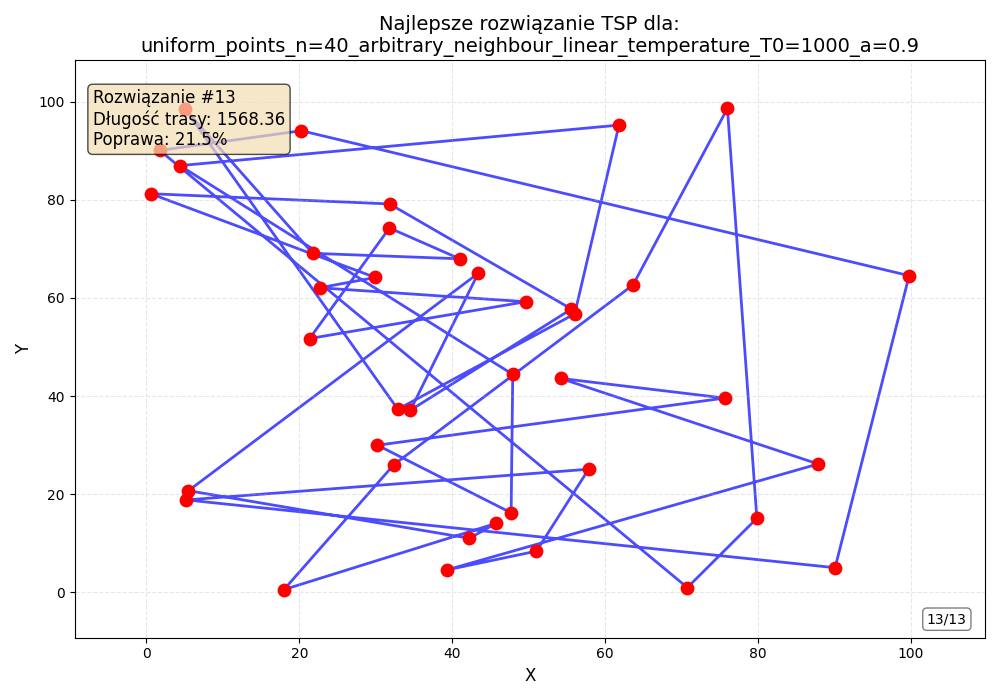 Najlepsze rozwiązanie TSP dla:
uniform_points_n=40_arbitrary_neighbour_linear_temperature_T0=1000_a=0.9
Rozwiązanie #13
Długość trasy: 1568.36
Poprawa: 21.5%
100
80
60
40
20
0
Y
13/13
0 20 40 60 80 100
X